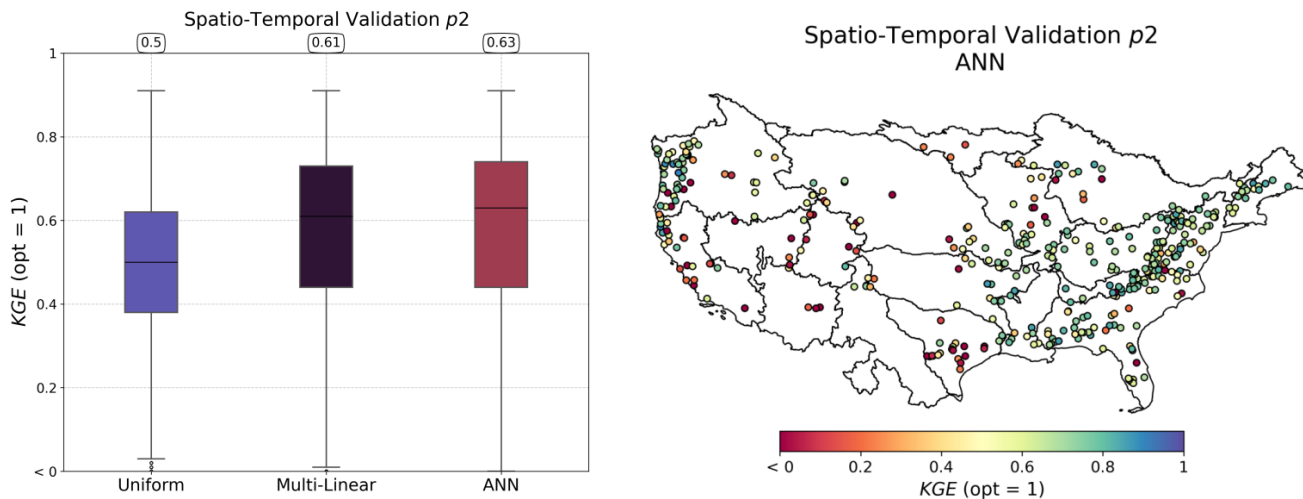 Spatio-Temporal Validation p2
0.5 0.61 0.63
1
0.8
0.6
0.4
0.2
< 0
KGE (opt = 1)
Uniform Multi-Linear ANN
Spatio-Temporal Validation p2
ANN
< 0 0.2 0.4 0.6 0.8 1
KGE (opt = 1)